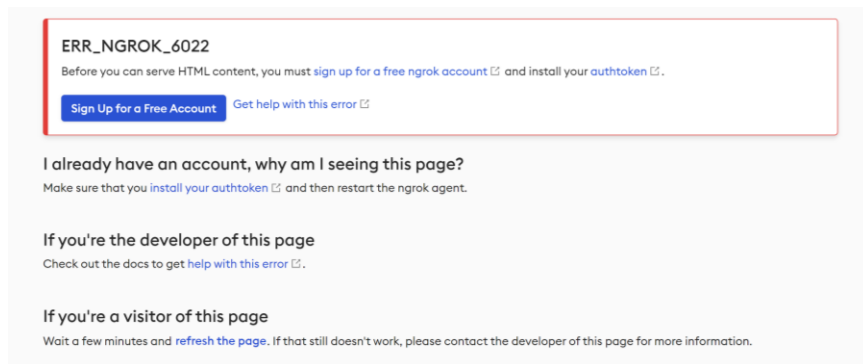 ERR_NGROK_6022
Before you can serve HTML content, you must sign up for a free ngrok account and install your authtoken.
Sign Up for a Free Account Get help with this error
I already have an account, why am I seeing this page?
Make sure that you install your authtoken and then restart the ngrok agent.
If you're the developer of this page
Check out the docs to get help with this error.
If you're a visitor of this page
Wait a few minutes and refresh the page. If that still doesn't work, please contact the developer of this page for more information.